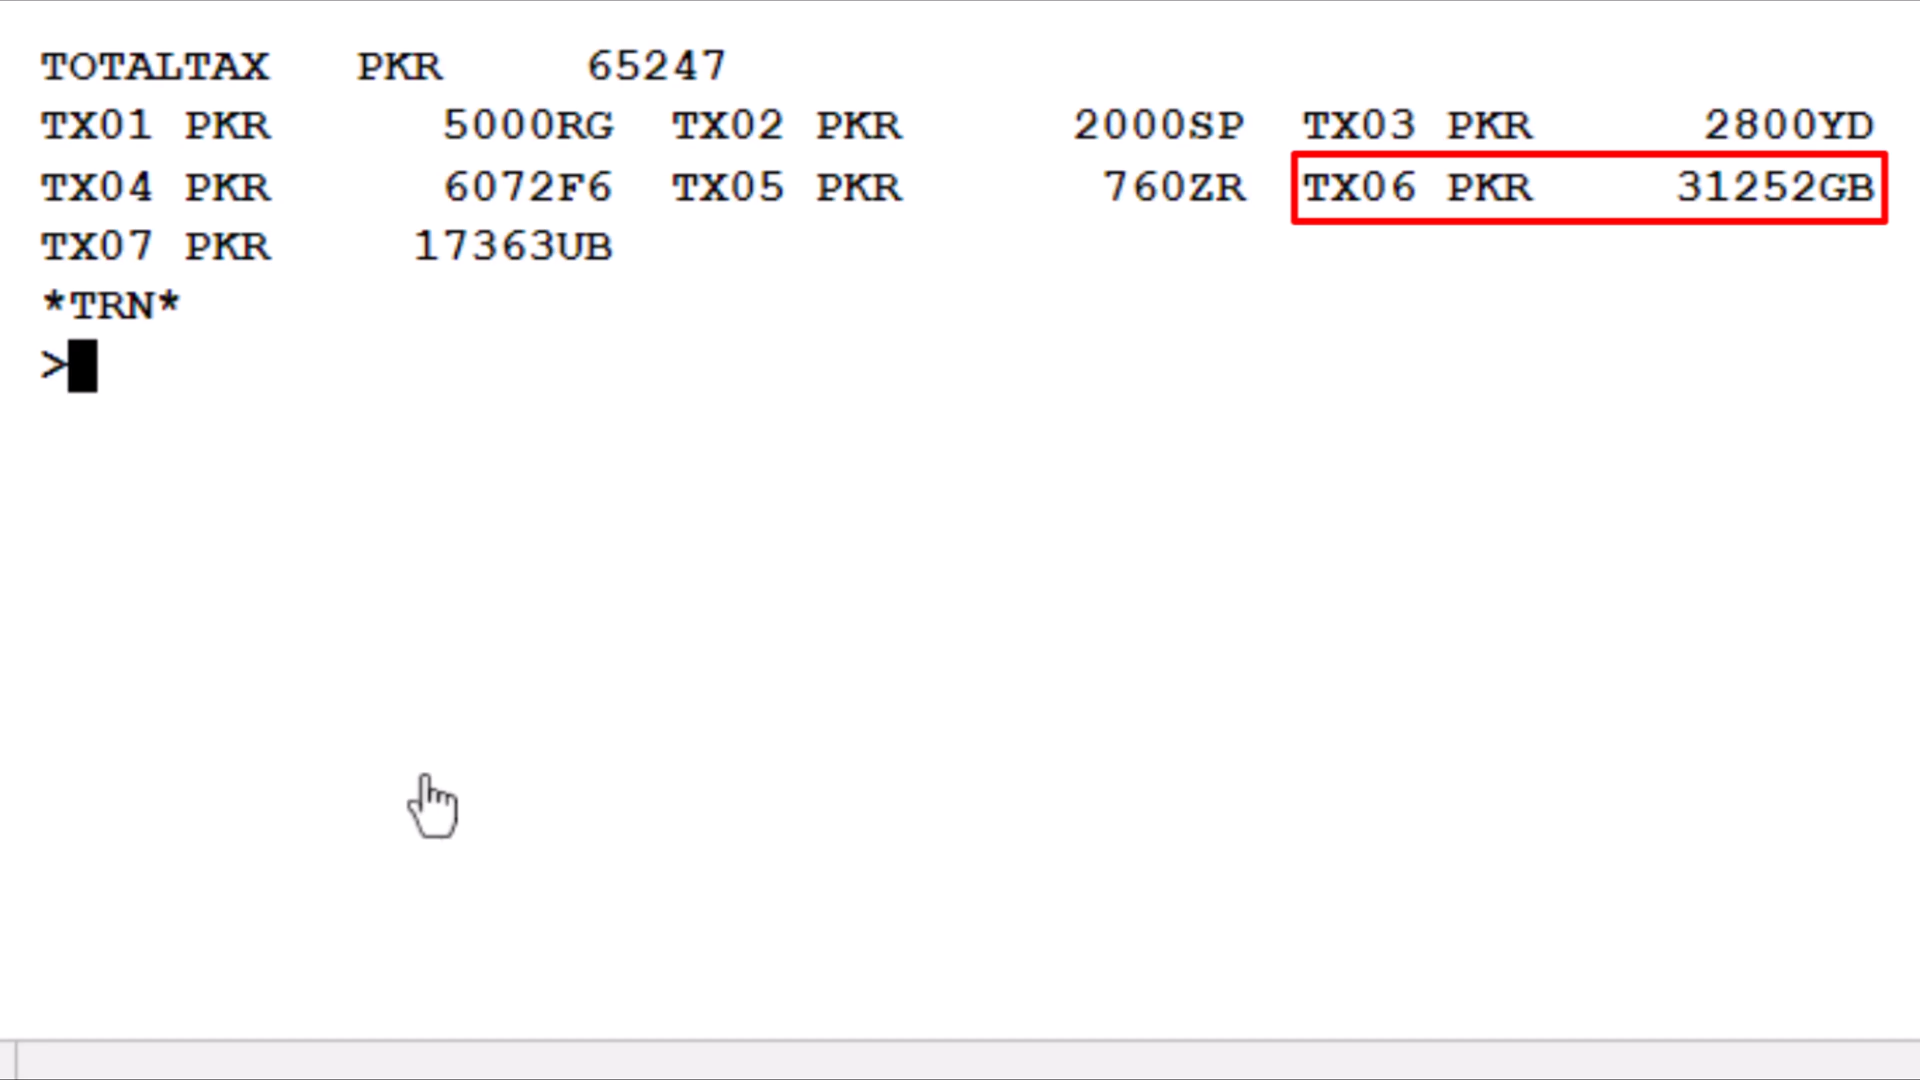 TOTALTAX PKR 65247
TX01 PKR 5000RG TX02 PKR 2000SP TX03 PKR 2800YD
TX04 PKR 6072F6 TX05 PKR 760ZR TX06 PKR 31252GB
TX07 PKR 17363UB
*TRN*
>